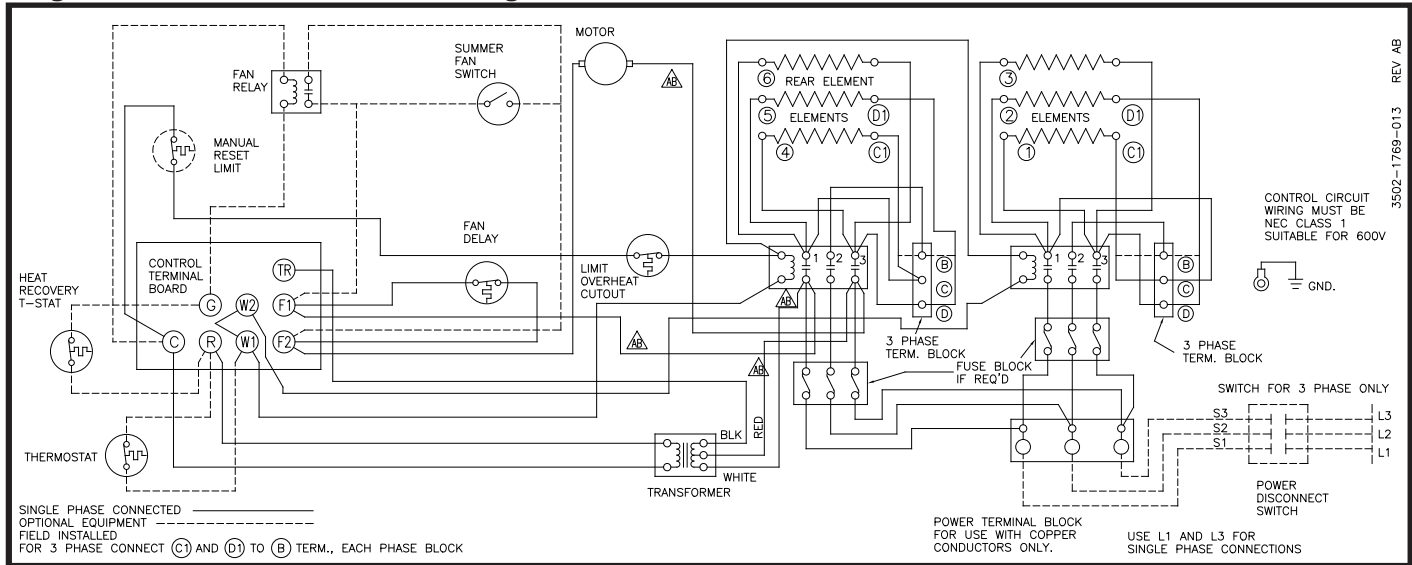 MOTOR
SUMMER
FAN
SWITCH
FAN
RELAY
AB
6
REAR ELEMENT
5
ELEMENTS
D1
4
C1
3
2
ELEMENTS
D1
1
C1
3502-1769-013 REV AB
MANUAL
RESET
LIMIT
CONTROL CIRCUIT
WIRING MUST BE
NEC CLASS 1
SUITABLE FOR 600V
FAN
DELAY
LIMIT
OVERHEAT
CUTOUT
1
2
3
B
C
D
1
2
3
B
C
D
GND.
CONTROL
TERMINAL
BOARD
TR
HEAT
RECOVERY
T-STAT
G
W2
F1
C
R
W1
F2
AB
AB
AB
3 PHASE
TERM. BLOCK
3 PHASE
TERM. BLOCK
FUSE BLOCK
IF REQ'D
SWITCH FOR 3 PHASE ONLY
S3
S2
S1
L3
L2
L1
THERMOSTAT
BLK
RED
WHITE
TRANSFORMER
POWER
DISCONNECT
SWITCH
SINGLE PHASE CONNECTED
OPTIONAL EQUIPMENT
FIELD INSTALLED
FOR 3 PHASE CONNECT C1 AND D1 TO B TERM., EACH PHASE BLOCK
POWER TERMINAL BLOCK
FOR USE WITH COPPER
CONDUCTORS ONLY.
USE L1 AND L3 FOR
SINGLE PHASE CONNECTIONS